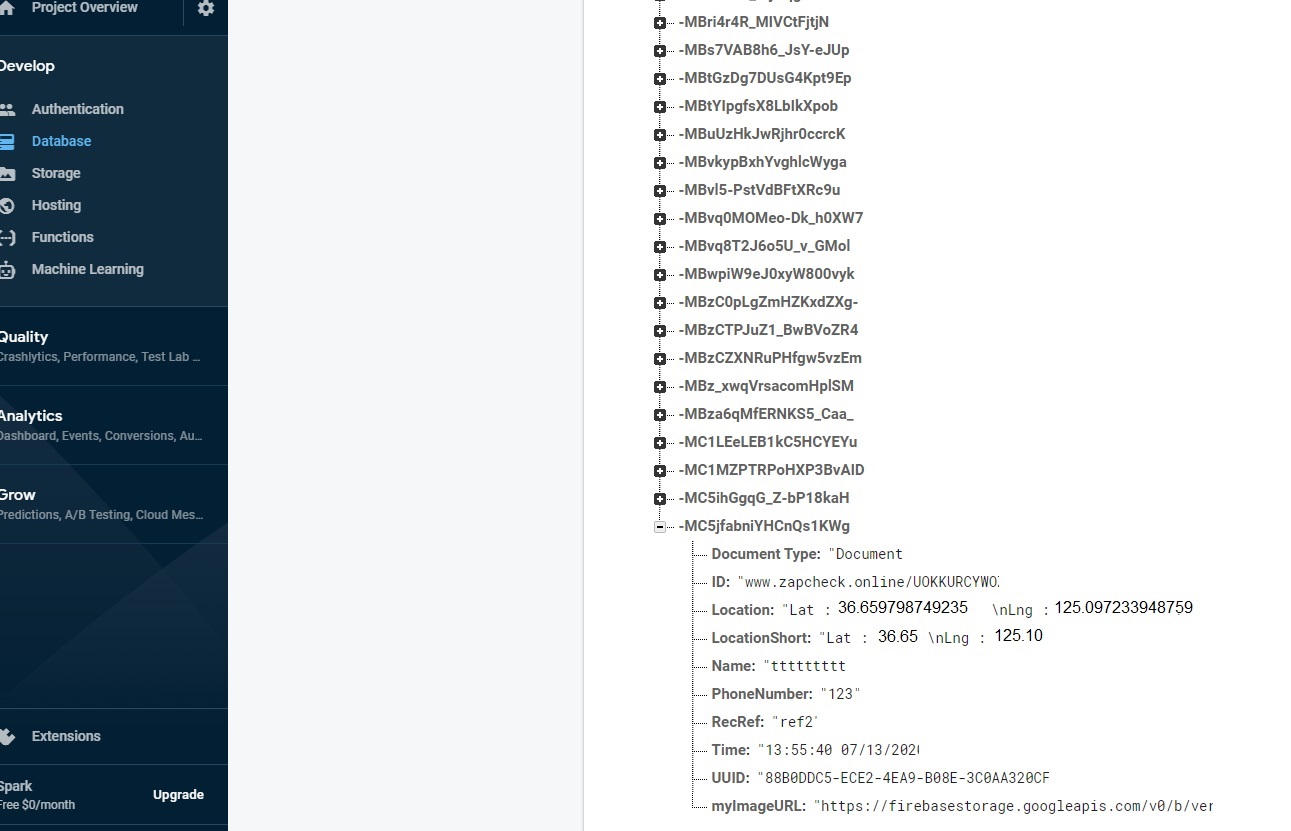 Project Overview
Develop
Authentication
Database
Storage
Hosting
Functions
Machine Learning
Quality
Crashlytics, Performance, Test Lab ...
Analytics
Dashboard, Events, Conversions, Au...
Grow
Predictions, A/B Testing, Cloud Mes...
Extensions
Spark
Free $0/month
Upgrade
-MBri4r4R_MIVCtFjtjN
-MBs7VAB8h6_JsY-eJUp
-MBtGzDg7DUsG4Kpt9Ep
-MBtYIpgfsX8LbIkXpob
-MBuUzHkJwRjhr0ccrcK
-MBvkypBxhYvghlcWyga
-MBvl5-PstVdBFtXRc9u
-MBvq0MOMeo-Dk_h0XW7
-MBvq8T2J6o5U_v_GMol
-MBwpiW9eJ0xyW800vyk
-MBzC0pLgZmHZKxdZXg-
-MBzCTPJuZ1_BwBVoZR4
-MBzCZXNRuPHfgw5vzEm
-MBz_xwqVrsacomHplSM
-MBza6qMfERNKS5_Caa_
-MC1LEeLEB1kC5HCYEYu
-MC1MZPTRPoHXP3BvAID
-MC5ihGgqG_Z-bP18kaH
-MC5jfabniYHCnQs1KWg
Document Type: "Document
ID: "www.zapcheck.online/UOKKURCYWO
Location: "Lat : 36.659798749235 \nLng : 125.097233948759
LocationShort: "Lat : 36.65 \nLng : 125.10
Name: "ttttttttt
PhoneNumber: "123"
RecRef: "ref2'
Time: "13:55:40 07/13/202
UUID: "88B0DDC5-ECE2-4EA9-B08E-3C0AA320CF
myImageURL: "https://firebasestorage.googleapis.com/v0/b/ver